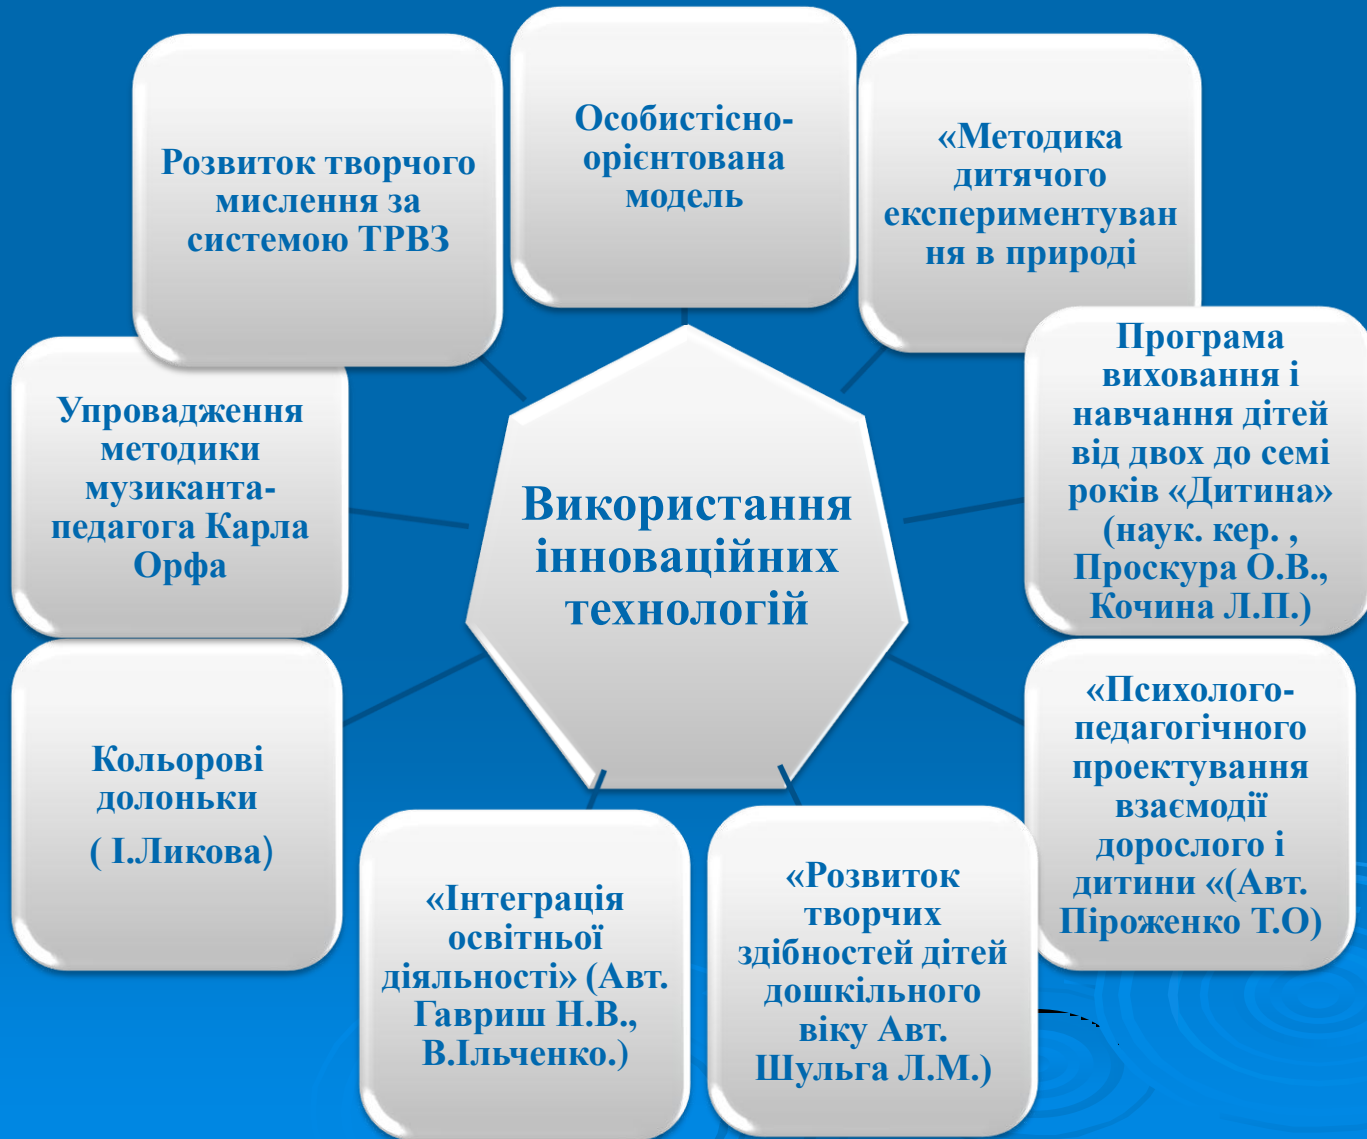 Особистісно-
орієнтована
модель
«Методика
дитячого
експериментуван
ня в природі
Програма
виховання і
навчання дітей
від двох до семі
років «Дитина»
(наук. кер. ,
Проскура О.В.,
Кочина Л.П.)
«Психолого-
педагогічного
проектування
взаємодії
дорослого і
дитини «(Авт.
Піроженко Т.О)
«Розвиток
творчих
здібностей дітей
дошкільного
віку Авт.
Шульга Л.М.)
«Інтеграція
освітньої
діяльності» (Авт.
Гавриш Н.В.,
В.Ільченко.)
Кольорові
долоньки
( І.Ликова)
Упровадження
методики
музиканта-
педагога Карла
Орфа
Розвиток творчого
мислення за
системою ТРВЗ
Використання
інноваційних
технологій